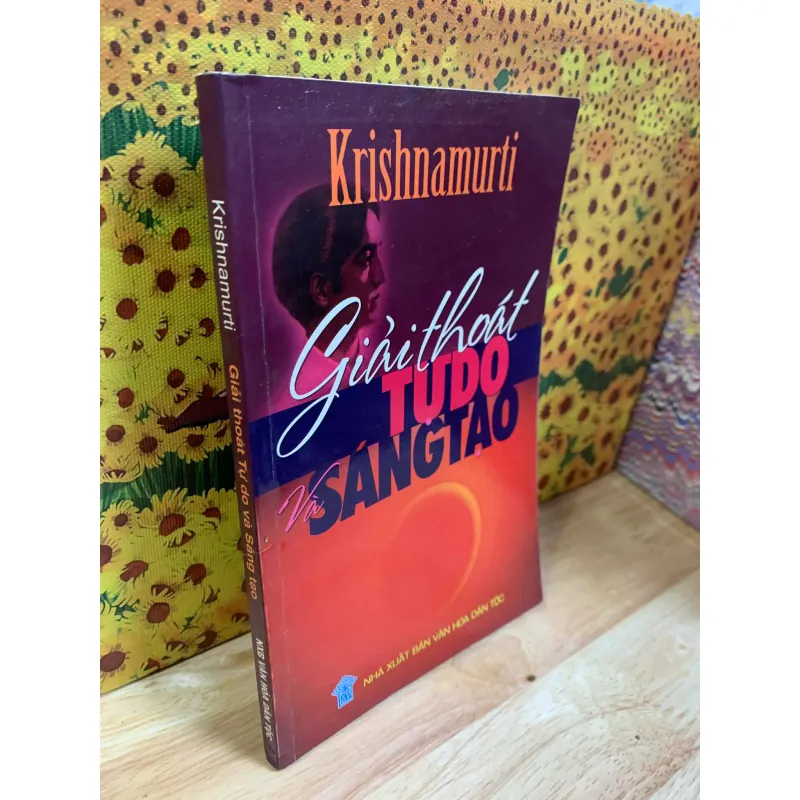 Krishnamurti
Giải thoát
TỰ DO
Và SÁNG TẠO
NHÀ XUẤT BẢN VĂN HÓA DÂN TỘC
Krishnamurti Giải thoát Tự do và Sáng tạo NXB VĂN HÓA DÂN TỘC